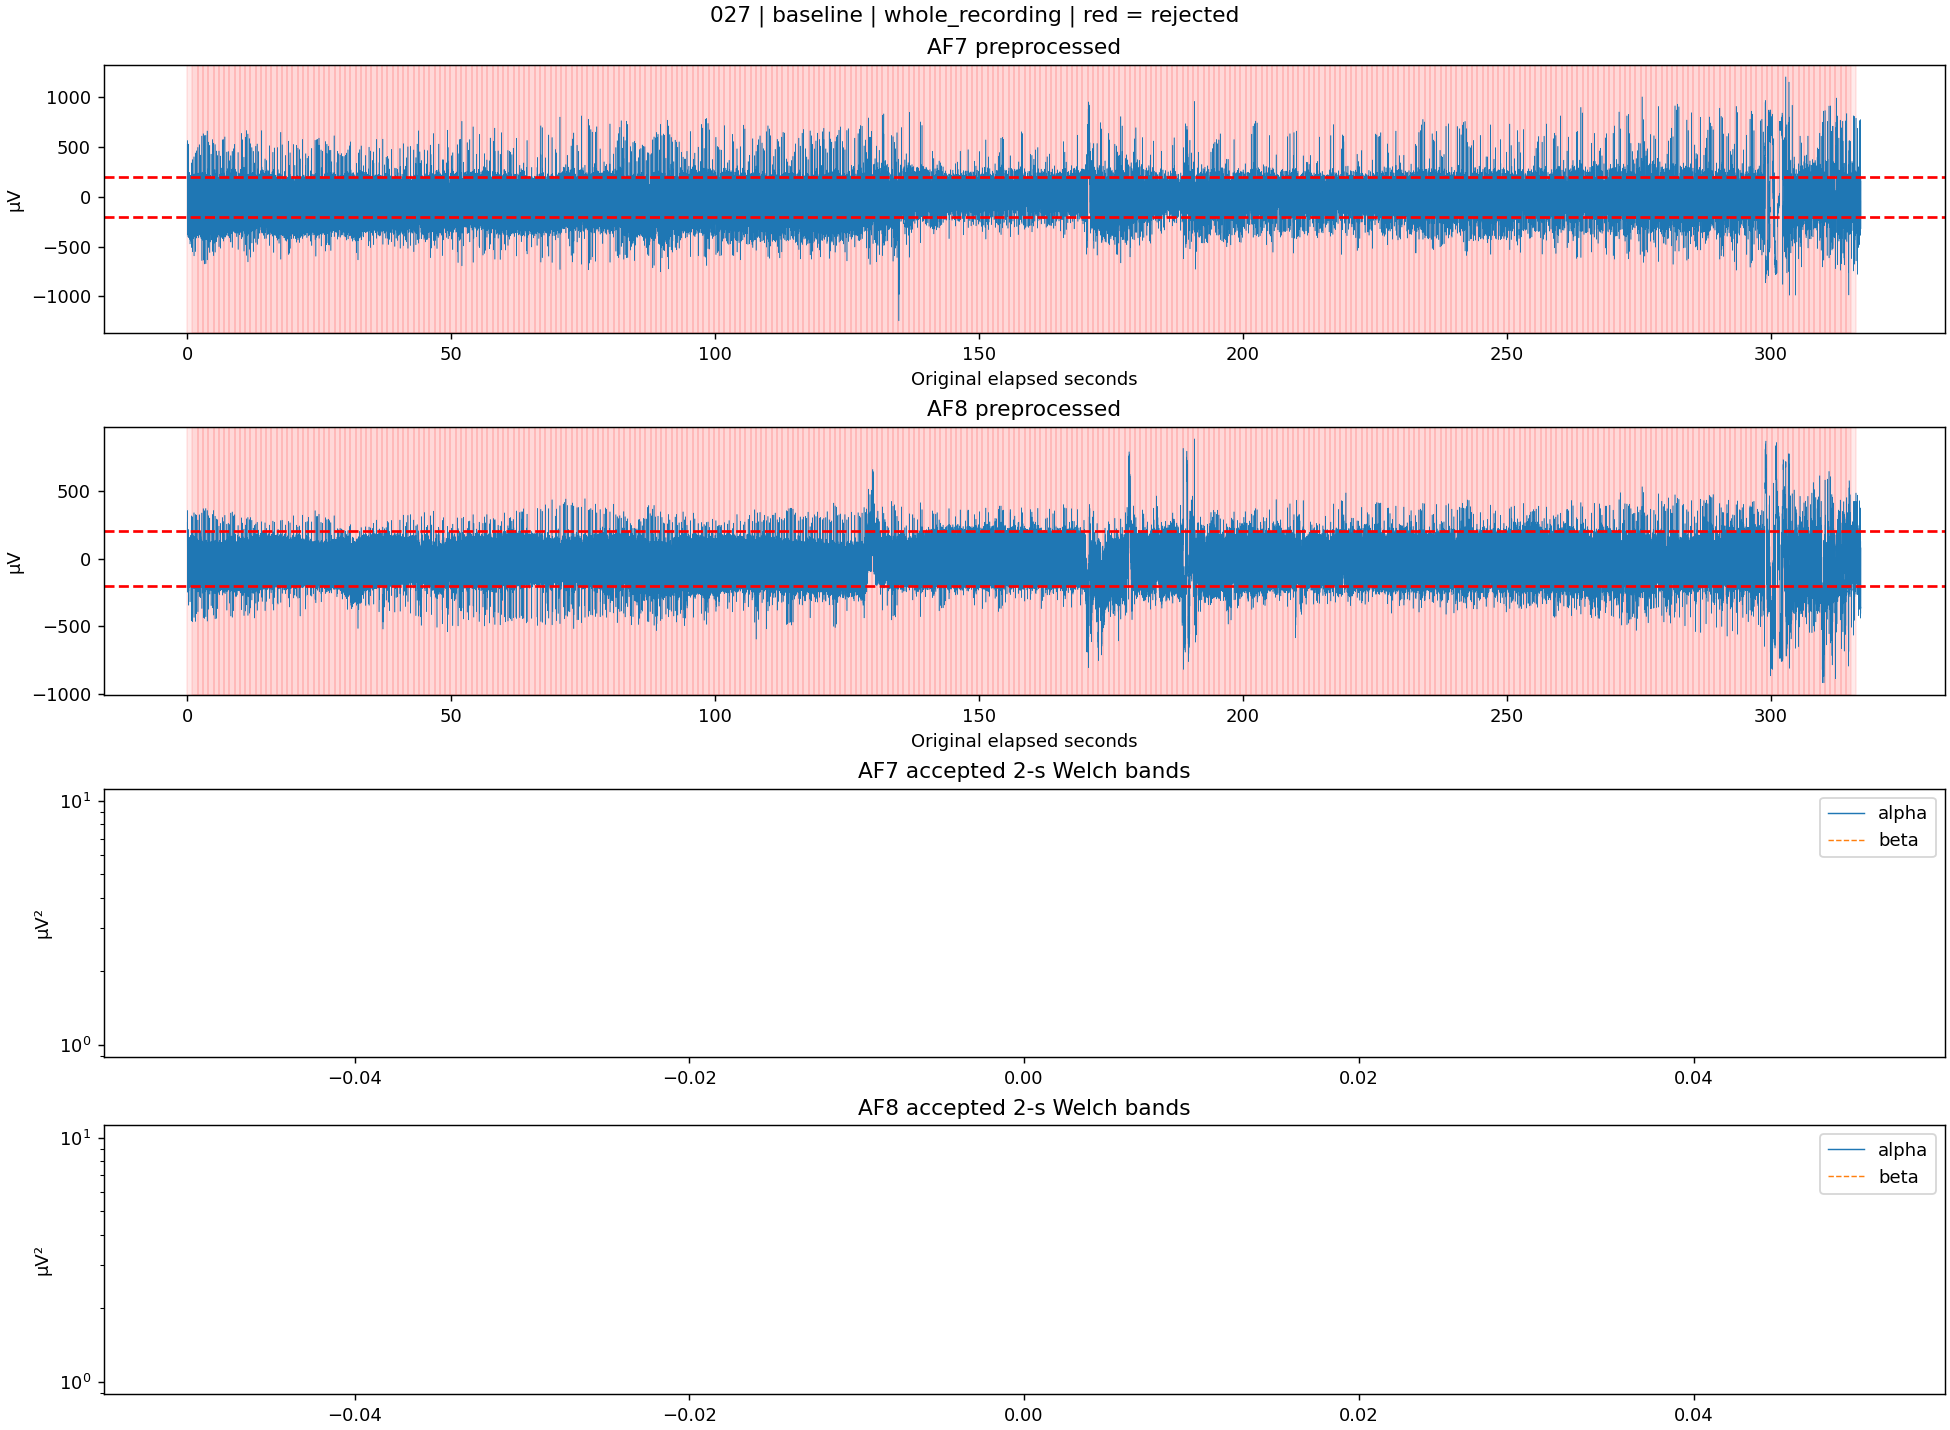 027 | baseline | whole_recording | red = rejected
AF7 preprocessed
1000
500
0
−500
−1000
µV
0 50 100 150 200 250 300
Original elapsed seconds
AF8 preprocessed
500
0
−500
−1000
µV
0 50 100 150 200 250 300
Original elapsed seconds
AF7 accepted 2-s Welch bands
10¹
10⁰
µV²
alpha
beta
−0.04 −0.02 0.00 0.02 0.04
AF8 accepted 2-s Welch bands
10¹
10⁰
µV²
alpha
beta
−0.04 −0.02 0.00 0.02 0.04